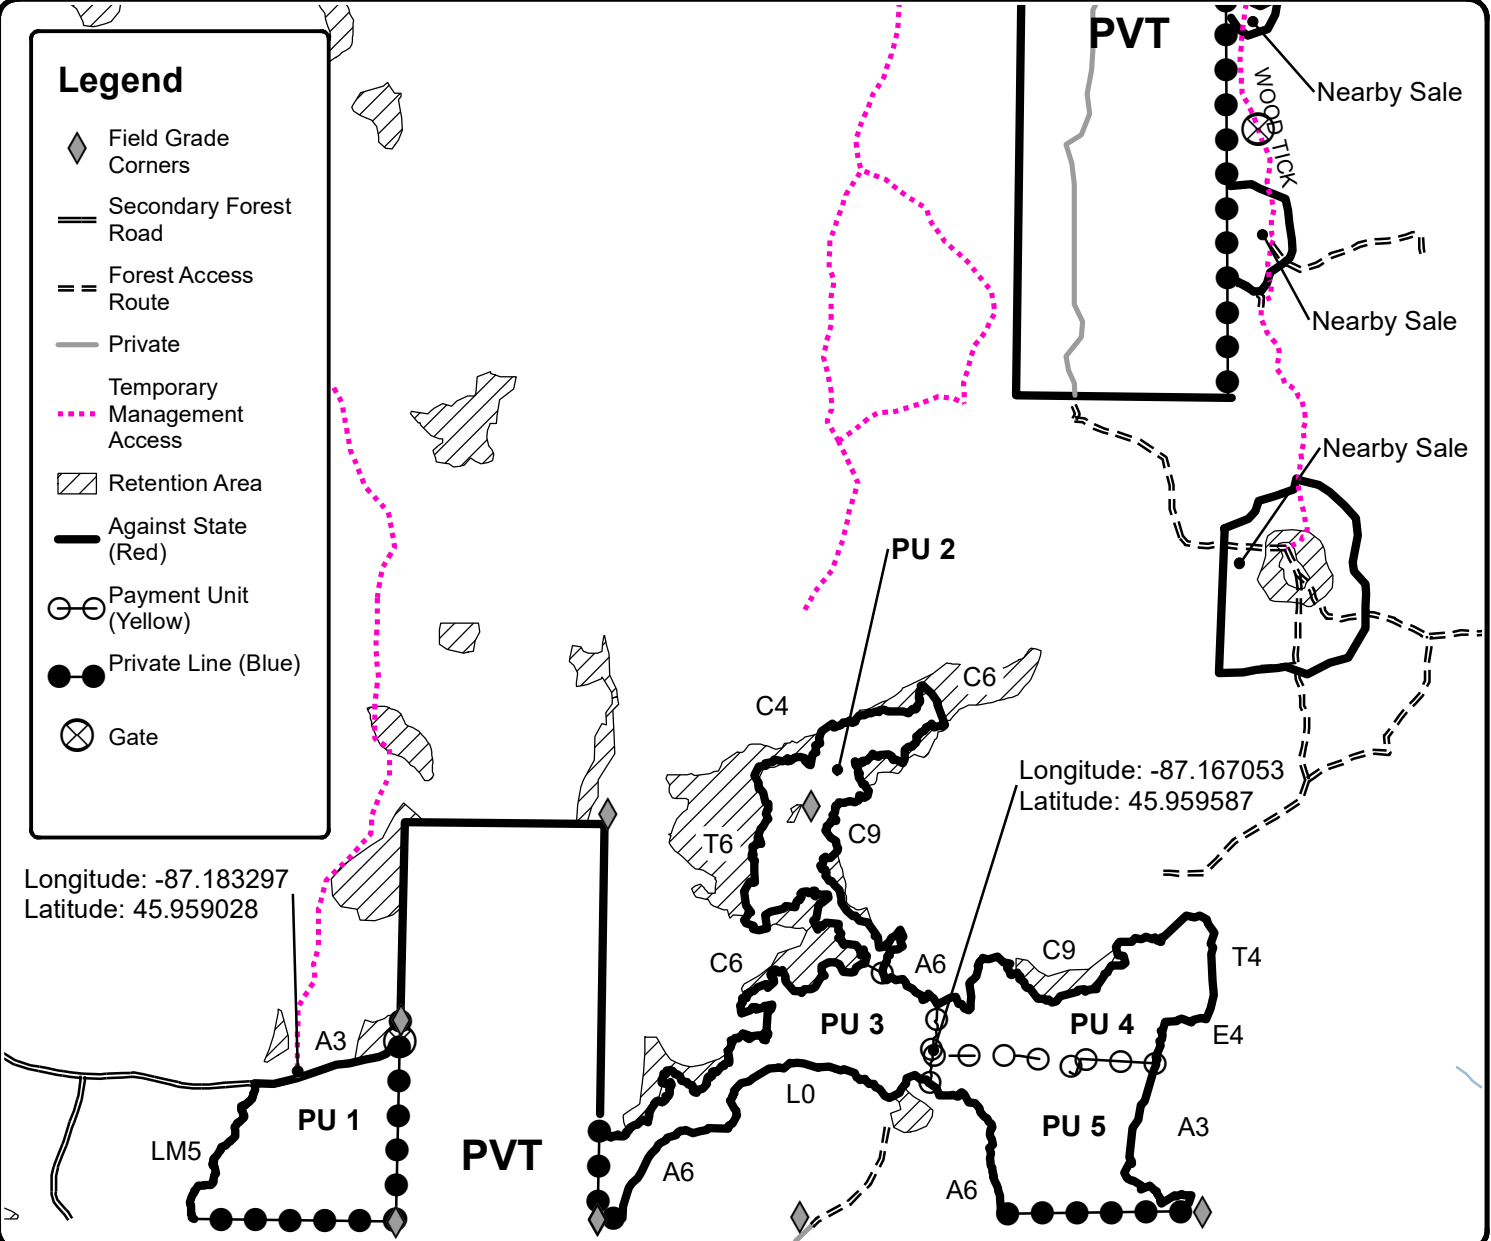 Legend
Field Grade
Corners
Secondary Forest
Road
Forest Access
Route
Private
Temporary
Management
Access
Retention Area
Against State
(Red)
Payment Unit
(Yellow)
Private Line (Blue)
Gate
PVT
Nearby Sale
WOOD TICK
Nearby Sale
Nearby Sale
PU 2
C6
C4
Longitude: -87.167053
Latitude: 45.959587
T6
C9
Longitude: -87.183297
Latitude: 45.959028
C6
A6
C9
T4
A3
PU 3
PU 4
E4
PU 1
L0
PU 5
A3
LM5
PVT
A6
A6